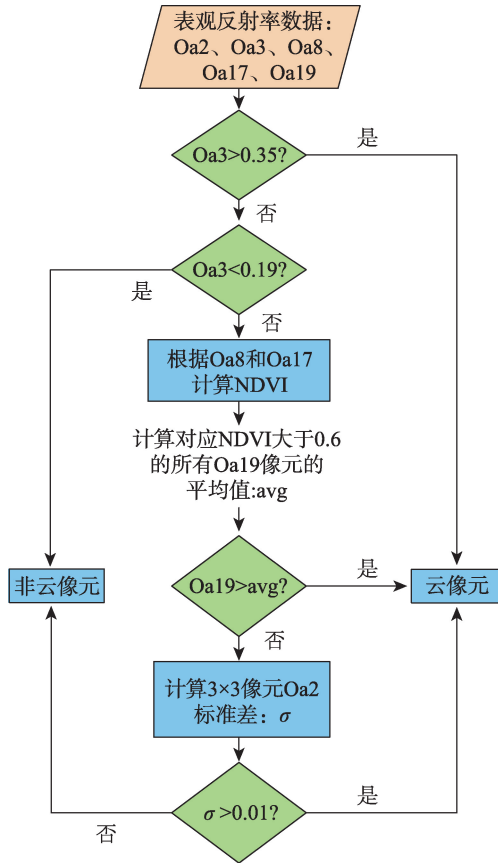 表观反射率数据：
Oa2、Oa3、Oa8、
Oa17、Oa19
Oa3>0.35?
是
否
Oa3<0.19?
是
否
根据Oa8和Oa17
计算NDVI
计算对应NDVI大于0.6
的所有Oa19像元的
平均值:avg
非云像元
Oa19>avg?
是
云像元
否
计算3×3像元Oa2
标准差：σ
σ>0.01?
是
否